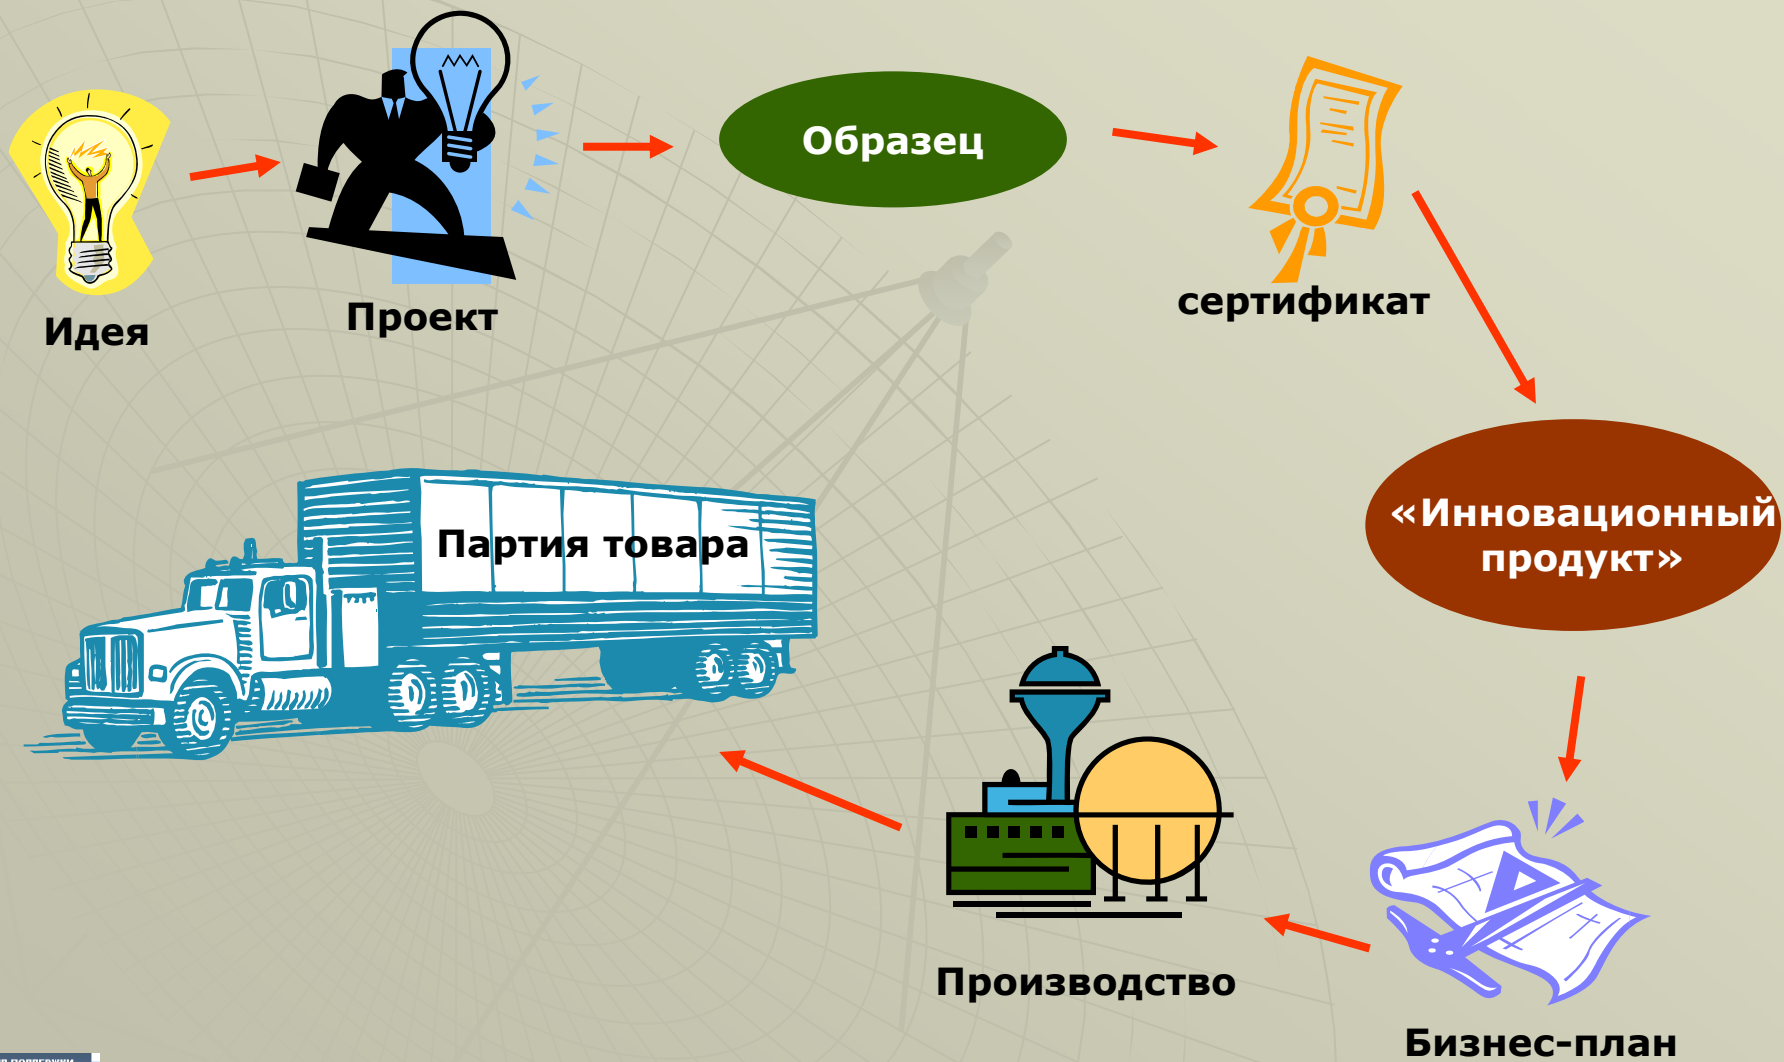 Идея
Проект
Образец
сертификат
«Инновационный
продукт»
Бизнес-план
Производство
Партия товара